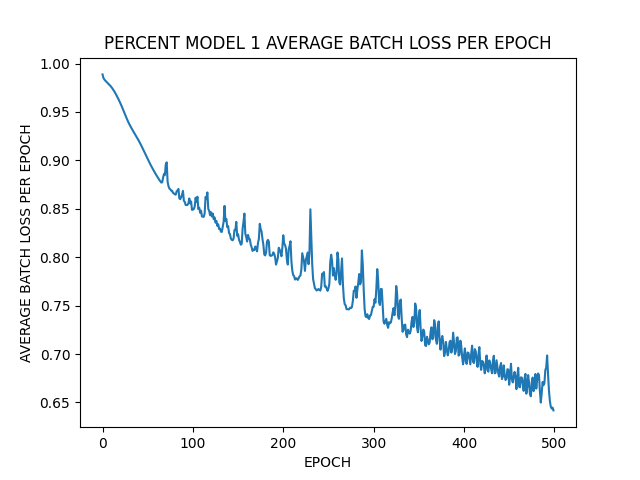 PERCENT MODEL 1 AVERAGE BATCH LOSS PER EPOCH
AVERAGE BATCH LOSS PER EPOCH
1.00
0.95
0.90
0.85
0.80
0.75
0.70
0.65
0 100 200 300 400 500
EPOCH